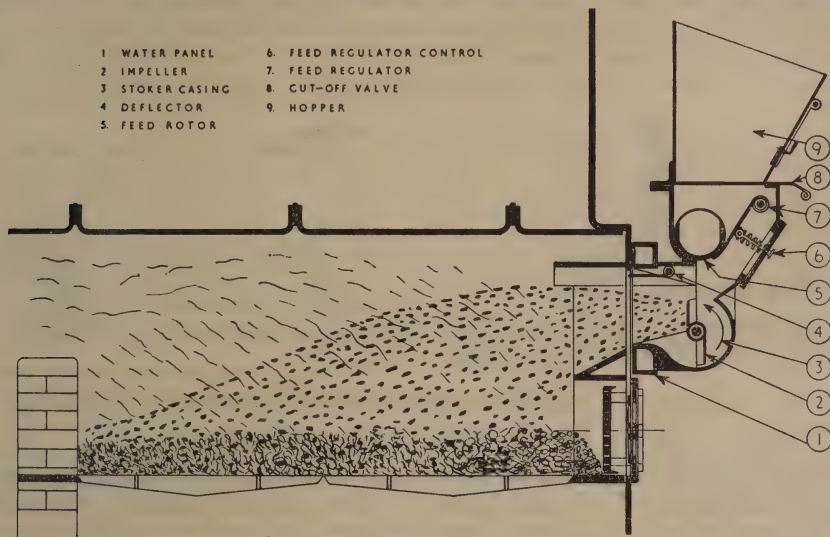 1 WATER PANEL
2 IMPELLER
3 STOKER CASING
4 DEFLECTOR
5. FEED ROTOR
6. FEED REGULATOR CONTROL
7. FEED REGULATOR
8. CUT-OFF VALVE
9. HOPPER
9
8
7
6
5
4
3
2
1